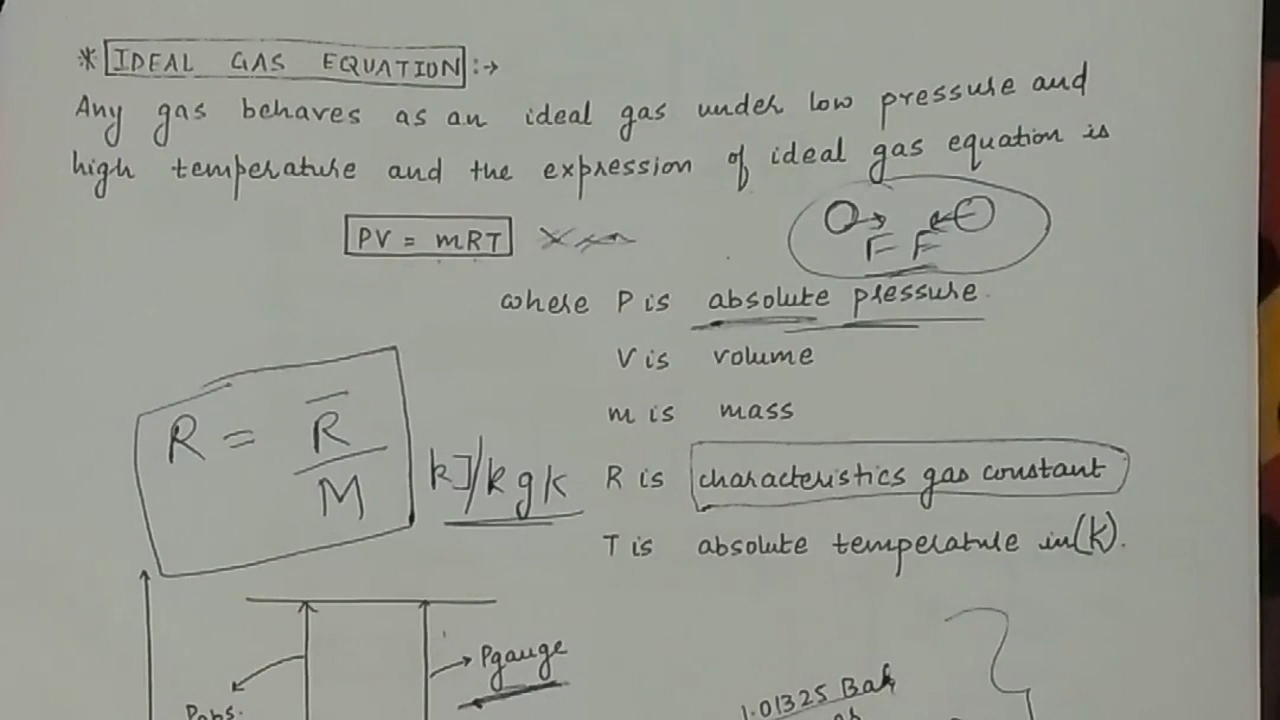 * IDEAL GAS EQUATION :→
Any gas behaves as an ideal gas under low pressure and
high temperature and the expression of ideal gas equation is
PV = mRT
F F
where P is absolute pressure.
V is volume
m is mass
R = R̅ / M kJ/kgk
R is characteristics gas constant
T is absolute temperature in (k).
Pgauge
Pabs.
1.01325 Bar